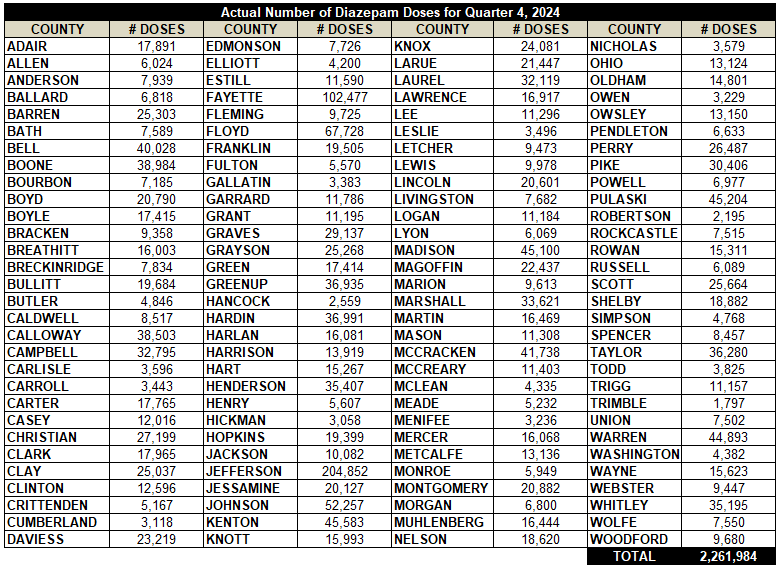 Actual Number of Diazepam Doses for Quarter 4, 2024
COUNTY # DOSES COUNTY # DOSES COUNTY # DOSES COUNTY # DOSES
ADAIR 17,891 EDMONSON 7,726 KNOX 24,081 NICHOLAS 3,579
ALLEN 6,024 ELLIOTT 4,200 LARUE 21,447 OHIO 13,124
ANDERSON 7,939 ESTILL 11,590 LAUREL 32,119 OLDHAM 14,801
BALLARD 6,818 FAYETTE 102,477 LAWRENCE 16,917 OWEN 3,229
BARREN 25,303 FLEMING 9,725 LEE 11,296 OWSLEY 13,150
BATH 7,589 FLOYD 67,728 LESLIE 3,496 PENDLETON 6,633
BELL 40,028 FRANKLIN 19,505 LETCHER 9,473 PERRY 26,487
BOONE 38,984 FULTON 5,570 LEWIS 9,978 PIKE 30,406
BOURBON 7,185 GALLATIN 3,383 LINCOLN 20,601 POWELL 6,977
BOYD 20,790 GARRARD 11,786 LIVINGSTON 7,682 PULASKI 45,204
BOYLE 17,415 GRANT 11,195 LOGAN 11,184 ROBERTSON 2,195
BRACKEN 9,358 GRAVES 29,137 LYON 6,069 ROCKCASTLE 7,515
BREATHITT 16,003 GRAYSON 25,268 MADISON 45,100 ROWAN 15,311
BRECKINRIDGE 7,834 GREEN 17,414 MAGOFFIN 22,437 RUSSELL 6,089
BULLITT 19,684 GREENUP 36,935 MARION 9,613 SCOTT 25,664
BUTLER 4,846 HANCOCK 2,559 MARSHALL 33,621 SHELBY 18,882
CALDWELL 8,517 HARDIN 36,991 MARTIN 16,469 SIMPSON 4,768
CALLOWAY 38,503 HARLAN 16,081 MASON 11,308 SPENCER 8,457
CAMPBELL 32,795 HARRISON 13,919 MCCRACKEN 41,738 TAYLOR 36,280
CARLISLE 3,596 HART 15,267 MCCREARY 11,403 TODD 3,825
CARROLL 3,443 HENDERSON 35,407 MCLEAN 4,335 TRIGG 11,157
CARTER 17,765 HENRY 5,607 MEADE 5,232 TRIMBLE 1,797
CASEY 12,016 HICKMAN 3,058 MENIFEE 3,236 UNION 7,502
CHRISTIAN 27,199 HOPKINS 19,399 MERCER 16,068 WARREN 44,893
CLARK 17,965 JACKSON 10,082 METCALFE 13,136 WASHINGTON 4,382
CLAY 25,037 JEFFERSON 204,852 MONROE 5,949 WAYNE 15,623
CLINTON 12,596 JESSAMINE 20,127 MONTGOMERY 20,882 WEBSTER 9,447
CRITTENDEN 5,167 JOHNSON 52,257 MORGAN 6,800 WHITLEY 35,195
CUMBERLAND 3,118 KENTON 45,583 MUHLENBERG 16,444 WOLFE 7,550
DAVIESS 23,219 KNOTT 15,993 NELSON 18,620 WOODFORD 9,680
TOTAL 2,261,984